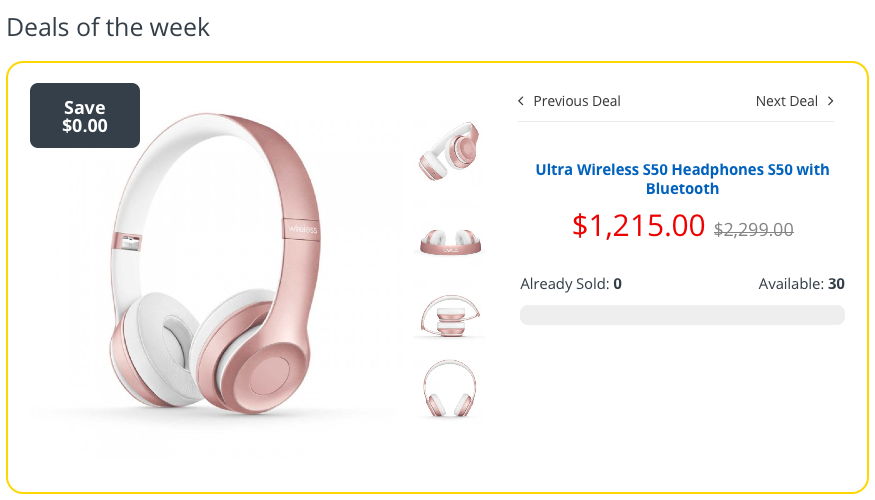 Deals of the week
Save
$0.00
wireless
Previous Deal
Next Deal
Ultra Wireless S50 Headphones S50 with
Bluetooth
$1,215.00 $2,299.00
Already Sold: 0
Available: 30